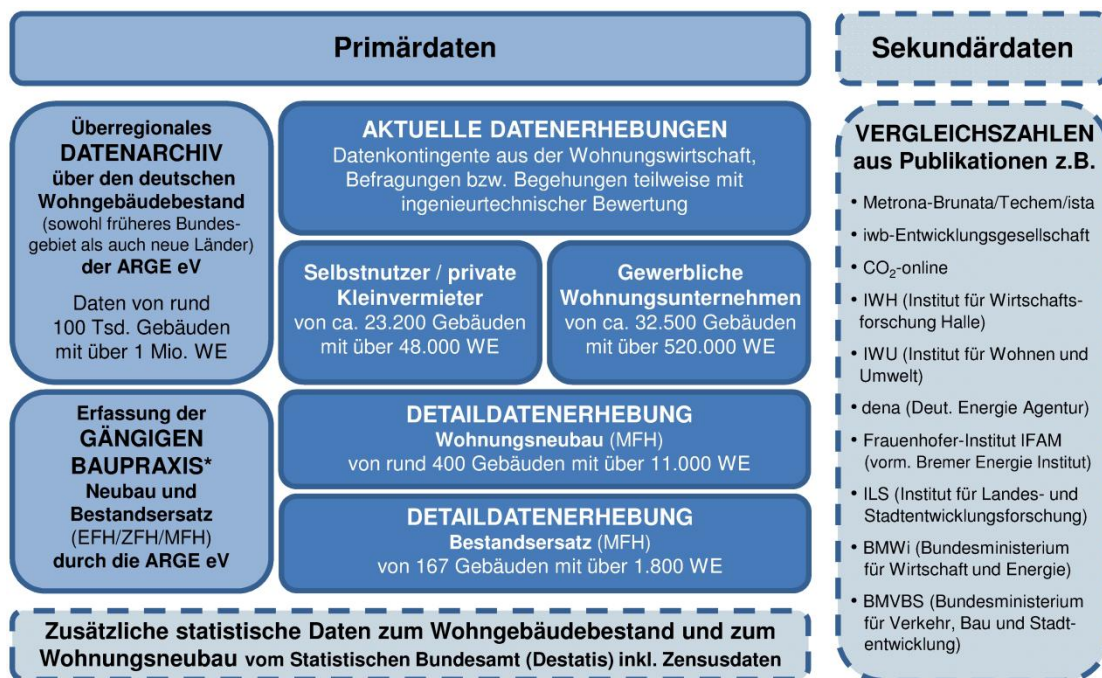 Primärdaten
Sekundärdaten
Überregionales
DATENARCHIV
über den deutschen
Wohngebäudebestand
(sowohl früheres Bundes-
gebiet als auch neue Länder)
der ARGE eV
Daten von rund
100 Tsd. Gebäuden
mit über 1 Mio. WE
AKTUELLE DATENERHEBUNGEN
Datenkontingente aus der Wohnungswirtschaft,
Befragungen bzw. Begehungen teilweise mit
ingenieurtechnischer Bewertung
Selbstnutzer / private
Kleinvermieter
von ca. 23.200 Gebäuden
mit über 48.000 WE
Gewerbliche
Wohnungsunternehmen
von ca. 32.500 Gebäuden
mit über 520.000 WE
Erfassung der
GÄNGIGEN
BAUPRAXIS*
Neubau und
Bestandsersatz
(EFH/ZFH/MFH)
durch die ARGE eV
DETAILDATENERHEBUNG
Wohnungsneubau (MFH)
von rund 400 Gebäuden mit über 11.000 WE
DETAILDATENERHEBUNG
Bestandsersatz (MFH)
von 167 Gebäuden mit über 1.800 WE
Zusätzliche statistische Daten zum Wohngebäudebestand und zum
Wohnungsneubau vom Statistischen Bundesamt (Destatis) inkl. Zensusdaten
VERGLEICHSZAHLEN
aus Publikationen z.B.
• Metrona-Brunata/Techem/ista
• iwb-Entwicklungsgesellschaft
• CO₂-online
• IWH (Institut für Wirtschafts-
forschung Halle)
• IWU (Institut für Wohnen und
Umwelt)
• dena (Deut. Energie Agentur)
• Frauenhofer-Institut IFAM
(vorm. Bremer Energie Institut)
• ILS (Institut für Landes- und
Stadtentwicklungsforschung)
• BMWi (Bundesministerium
für Wirtschaft und Energie)
• BMVBS (Bundesministerium
für Verkehr, Bau und Stadt-
entwicklung)